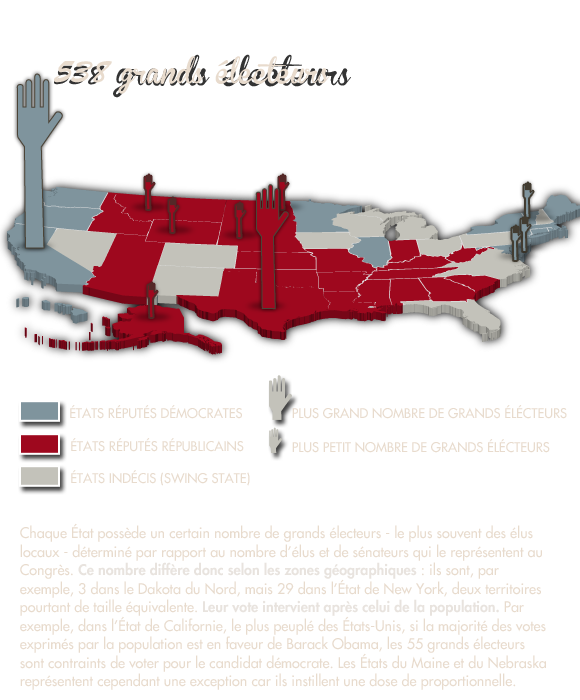 538 grands électeurs
ÉTATS RÉPUTÉS DÉMOCRATES
PLUS GRAND NOMBRE DE GRANDS ÉLÉCTEURS
ÉTATS RÉPUTÉS RÉPUBLICAINS
PLUS PETIT NOMBRE DE GRANDS ÉLÉCTEURS
ÉTATS INDÉCIS (SWING STATE)
Chaque État possède un certain nombre de grands électeurs - le plus souvent des élus
locaux - déterminé par rapport au nombre d'élus et de sénateurs qui le représentent au
Congrès. Ce nombre diffère donc selon les zones géographiques : ils sont, par
exemple, 3 dans le Dakota du Nord, mais 29 dans l'État de New York, deux territoires
pourtant de taille équivalente. Leur vote intervient après celui de la population. Par
exemple, dans l'État de Californie, le plus peuplé des États-Unis, si la majorité des votes
exprimés par la population est en faveur de Barack Obama, les 55 grands électeurs
sont contraints de voter pour le candidat démocrate. Les États du Maine et du Nebraska
représentent cependant une exception car ils instillent une dose de proportionnelle.